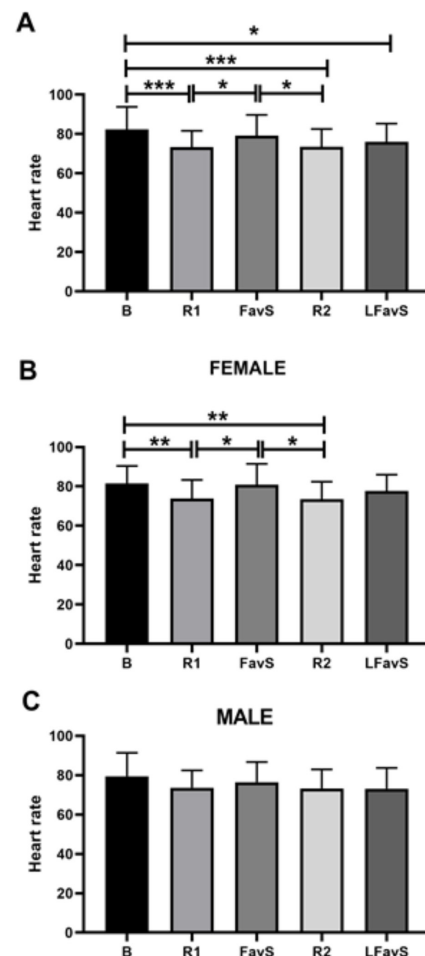 A
*
***
*** * *
100
80
60
40
20
0
Heart rate
B R1 FavS R2 LFavS
B
FEMALE
**
** * *
100
80
60
40
20
0
Heart rate
B R1 FavS R2 LFavS
C
MALE
100
80
60
40
20
0
Heart rate
B R1 FavS R2 LFavS